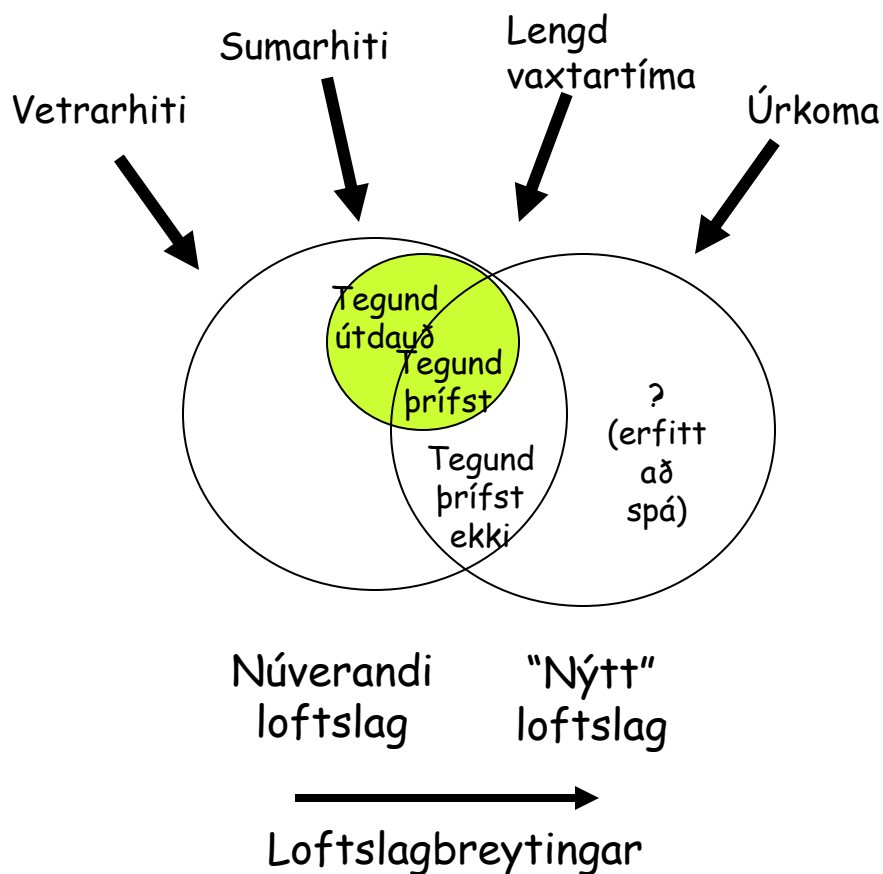 Vetrarhiti
Sumarhiti
Lengd
vaxtartíma
Úrkoma
Tegund
útdauð
Tegund
þrífst
Tegund
þrífst
ekki
?
(erfitt
að
spá)
Núverandi
loftslag
“Nýtt”
loftslag
Loftslagbreytingar